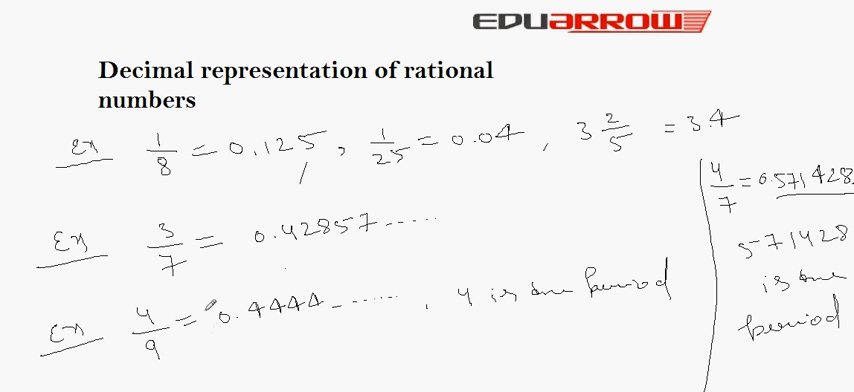 EDUARROW
Decimal representation of rational
numbers
Ex 1/8 = 0.125, 1/25 = 0.04, 3 2/5 = 3.4
Ex 3/7 = 0.42857.....
Ex 4/9 = 0.4444......., 4 is one period
4/7 = 0.571428
571428
is one
period